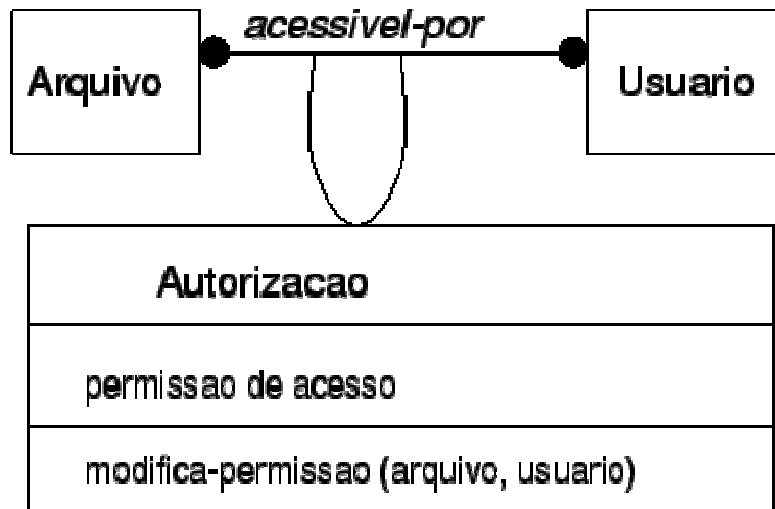 acessivel-por
Arquivo
Usuario
Autorizacao
permissao de acesso
modifica-permissao (arquivo, usuario)